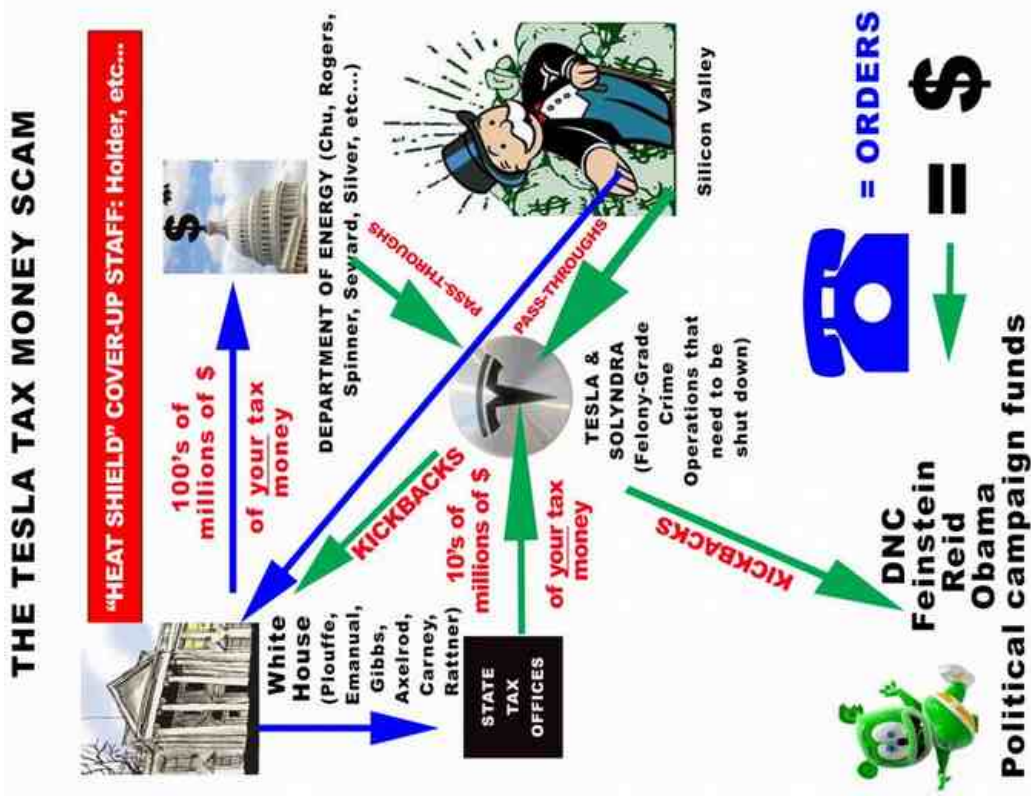 THE TESLA TAX MONEY SCAM
"HEAT SHIELD" COVER-UP STAFF: Holder, etc...
100's of
millions of $
of your tax
money
$
White
House
(Plouffe,
Emanual,
Gibbs,
Axelrod,
Carney,
Rattner)
DEPARTMENT OF ENERGY (Chu, Rogers,
Spinner, Seward, Silver, etc...)
PASS-THROUGHS
KICKBACKS
PASS-THROUGHS
STATE
TAX
OFFICES
10's of
millions of $
of your tax
money
TESLA &
SOLYNDRA
(Felony-Grade
Crime
Operations that
need to be
shut down)
Silicon Valley
KICKBACKS
DNC
Feinstein
Reid
Obama
Political campaign funds
= ORDERS
= $